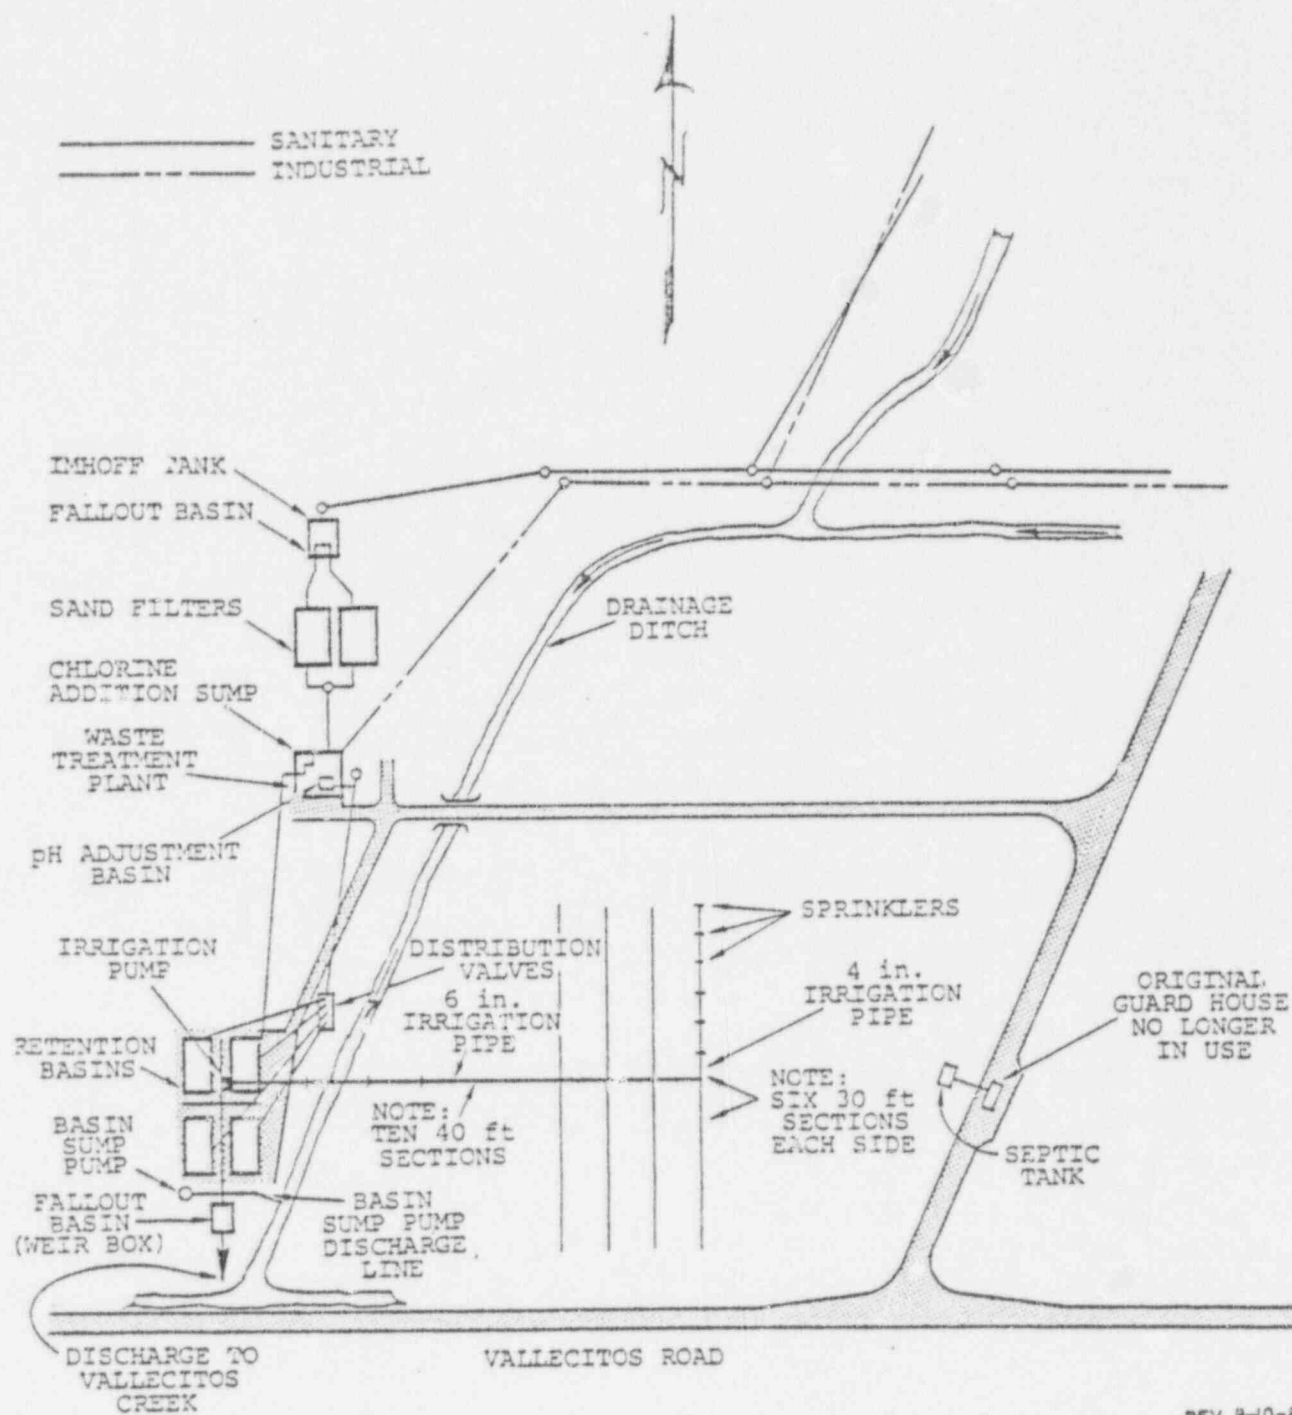 SANITARY
INDUSTRIAL
N
IMHOFF TANK
FALLOUT BASIN
SAND FILTERS
CHLORINE
ADDITION SUMP
WASTE
TREATMENT
PLANT
pH ADJUSTMENT
BASIN
DRAINAGE
DITCH
SPRINKLERS
IRRIGATION
PUMP
DISTRIBUTION
VALVES
6 in.
IRRIGATION
PIPE
4 in.
IRRIGATION
PIPE
ORIGINAL
GUARD HOUSE
NO LONGER
IN USE
RETENTION
BASINS
NOTE:
TEN 40 ft
SECTIONS
NOTE:
SIX 30 ft
SECTIONS
EACH SIDE
SEPTIC
TANK
BASIN
SUMP
PUMP
FALLOUT
BASIN
(WEIR BOX)
BASIN
SUMP PUMP
DISCHARGE
LINE
DISCHARGE TO
VALLECITOS
CREEK
VALLECITOS ROAD
REV